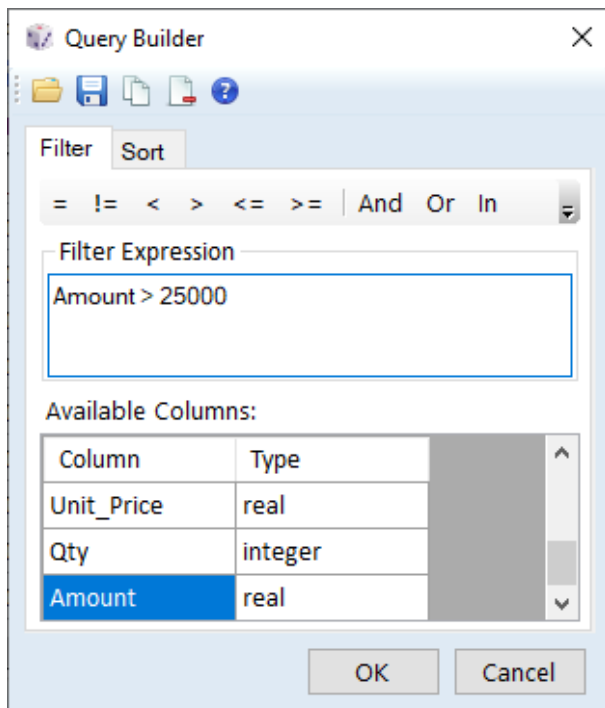 Query Builder
Filter Sort
= != < > <= >= And Or In
Filter Expression
Amount > 25000
Available Columns:
Column Type
Unit_Price real
Qty integer
Amount real
OK Cancel